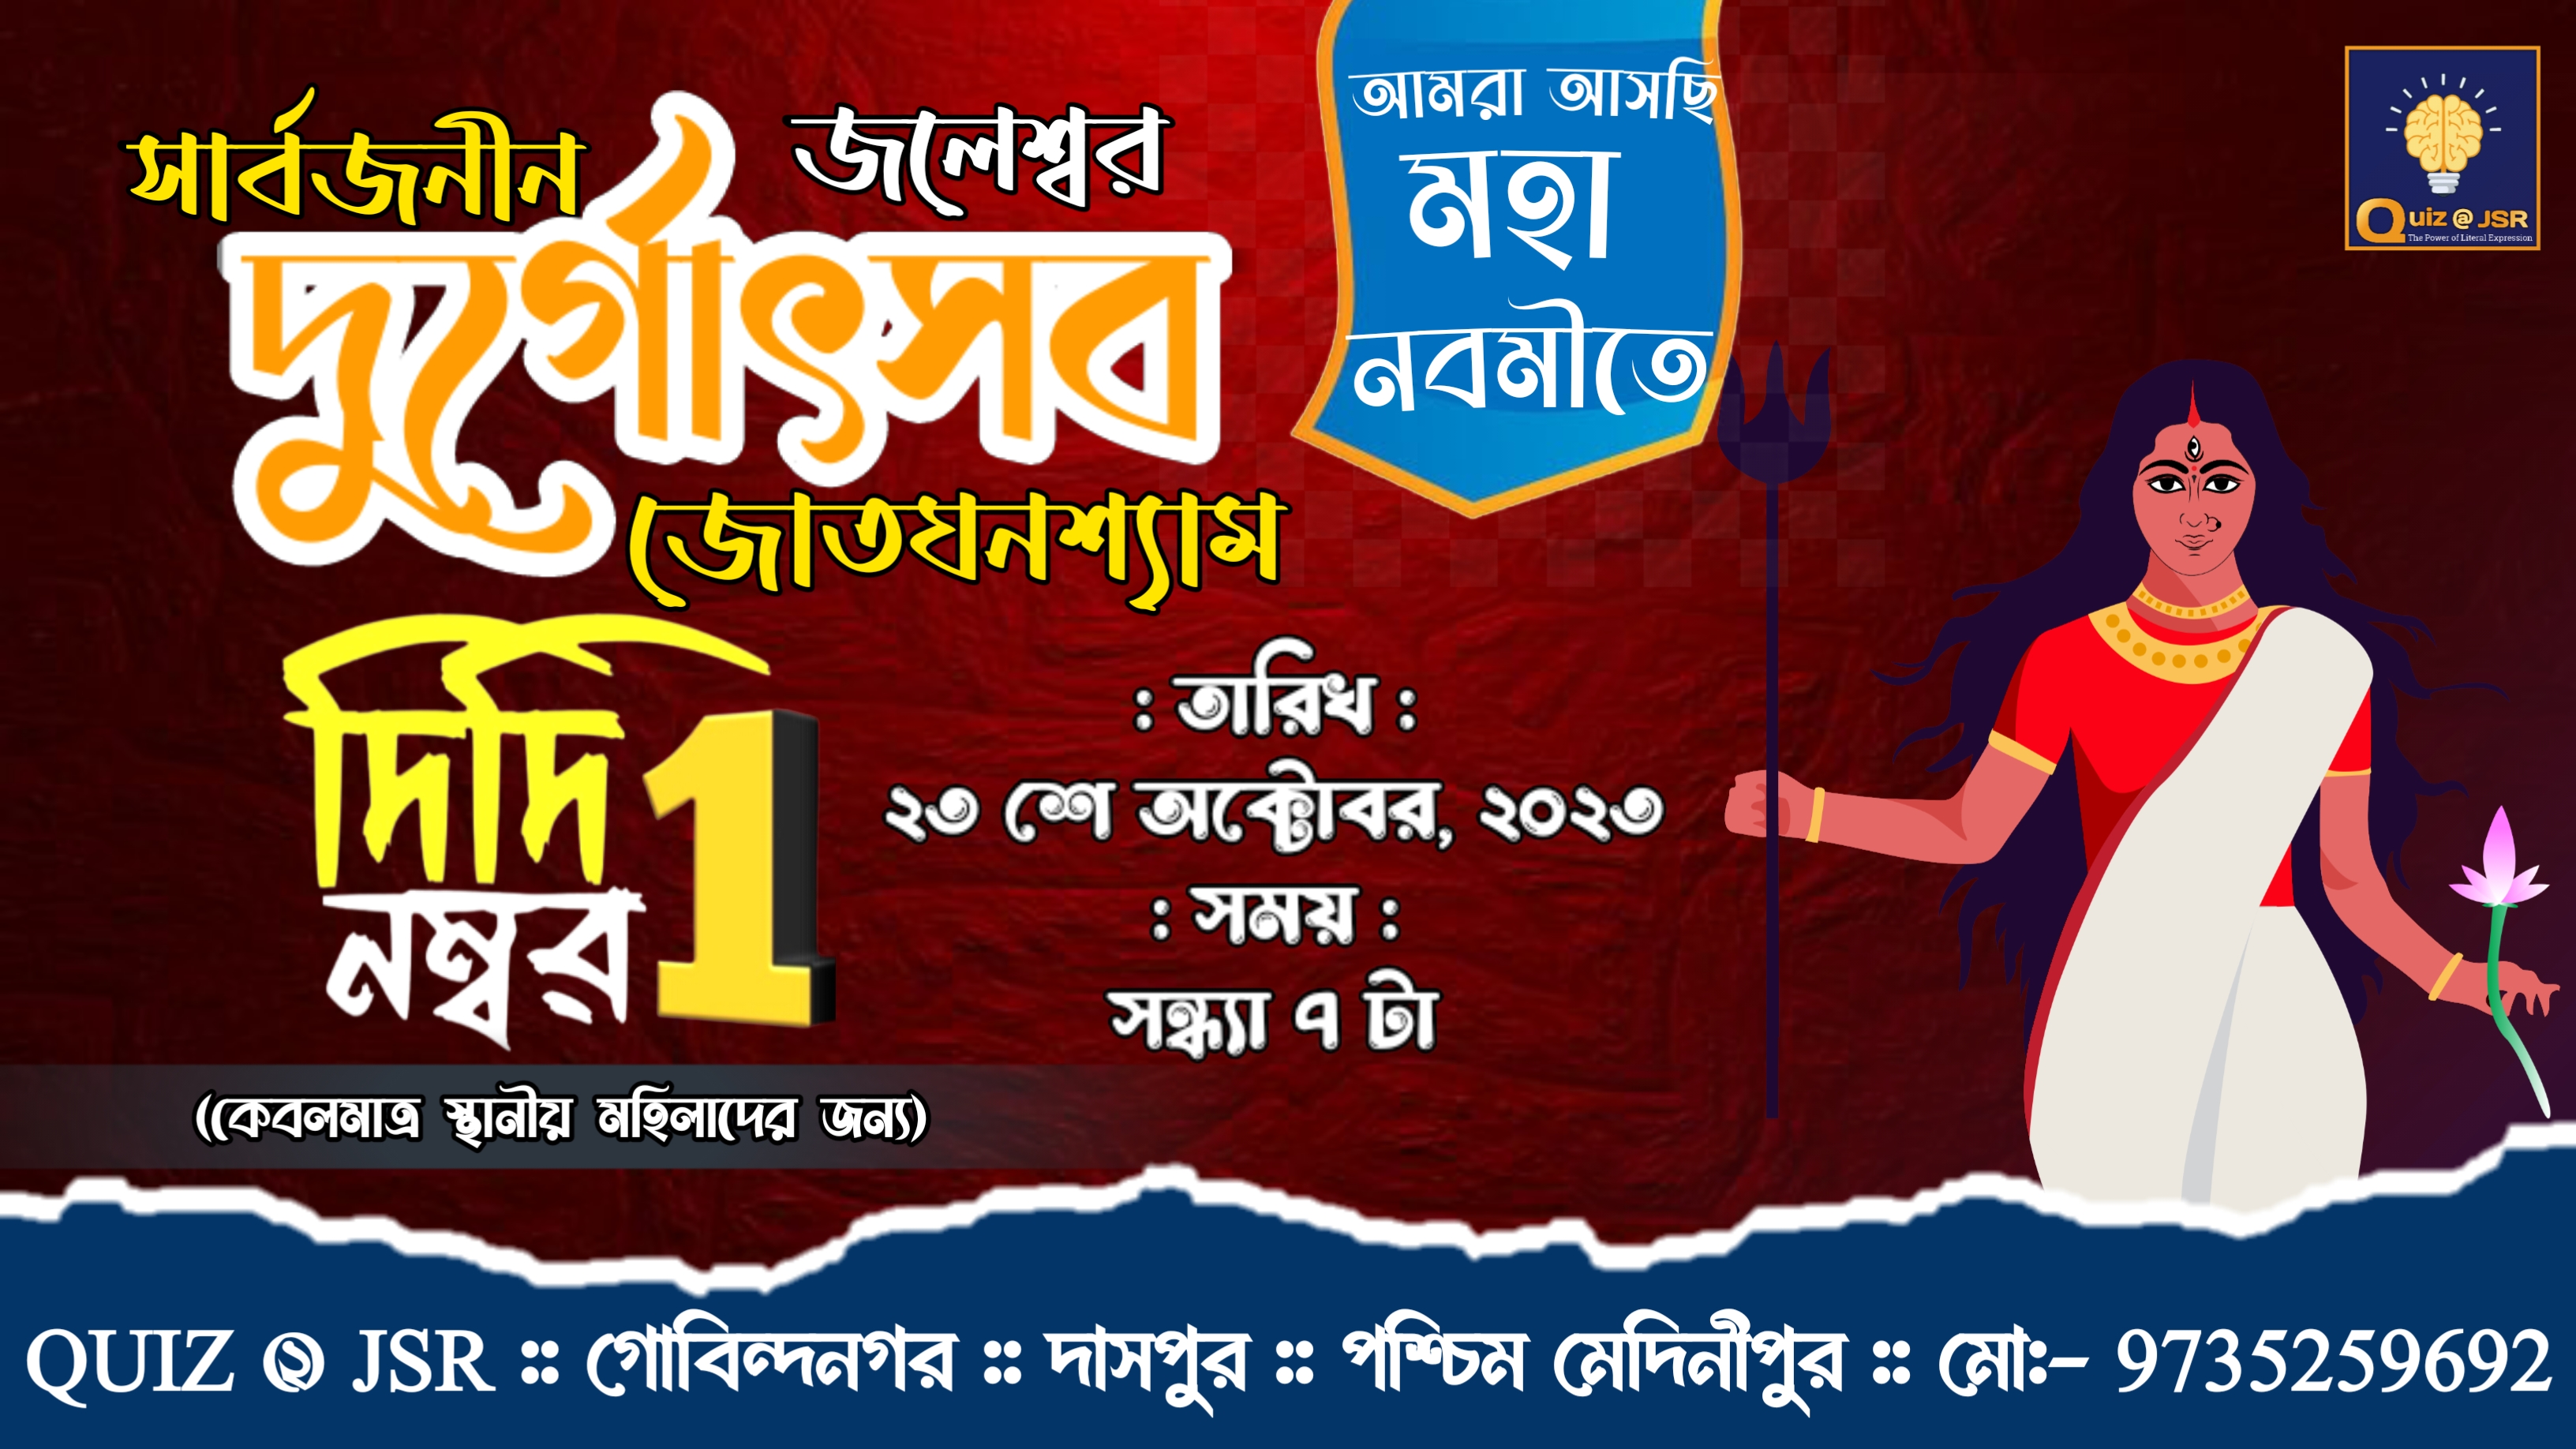 সার্বজনীন
জলেশ্বর
দুর্গোৎসব
জোতঘনশ্যাম
আমরা আসছি
মহা
নবমীতে
Quiz @ JSR
The Power of Literal Expression
দিদি
নম্বর 1
(কেবলমাত্র স্থানীয় মহিলাদের জন্য)
: তারিখ :
২৩ শে অক্টোবর, ২০২৩
: সময় :
সন্ধ্যা ৭ টা
QUIZ @ JSR :: গোবিন্দনগর :: দাসপুর :: পশ্চিম মেদিনীপুর :: মোঃ- 9735259692